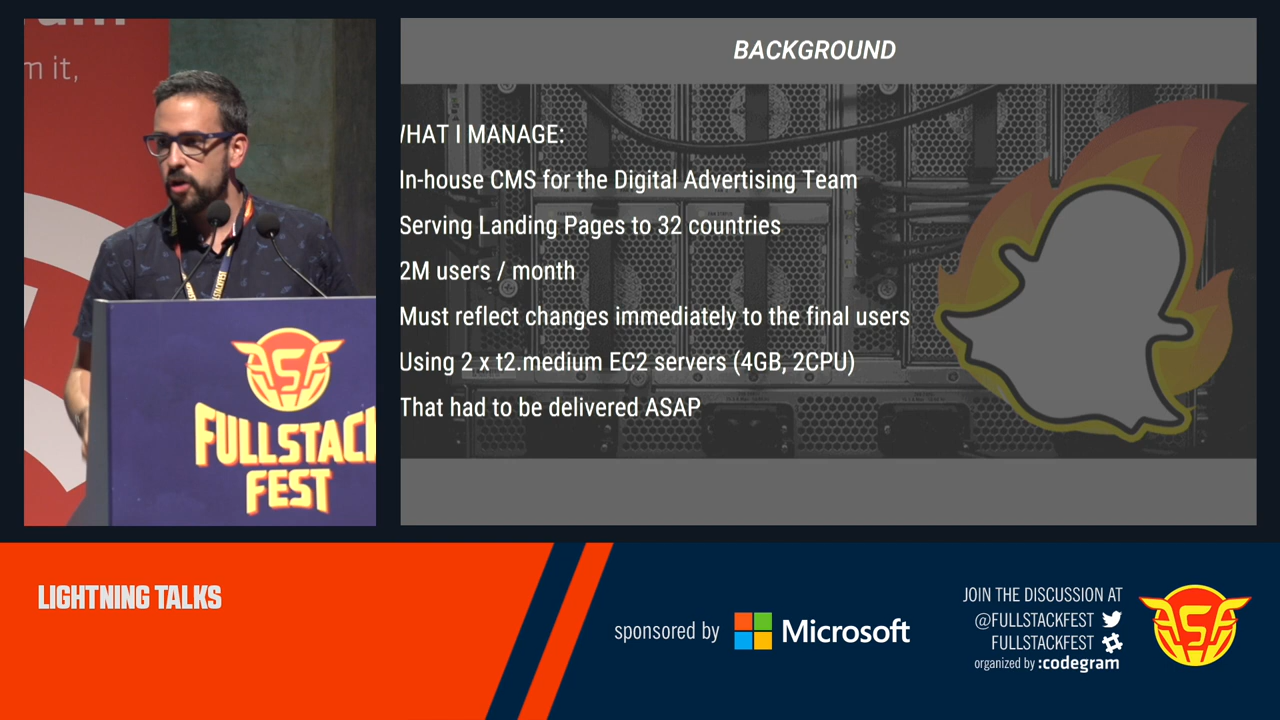 m it,
FULLSTACK
FEST
BACKGROUND
WHAT I MANAGE:
In-house CMS for the Digital Advertising Team
Serving Landing Pages to 32 countries
2M users / month
Must reflect changes immediately to the final users
Using 2 x t2.medium EC2 servers (4GB, 2CPU)
That had to be delivered ASAP
LIGHTNING TALKS
sponsored by Microsoft
JOIN THE DISCUSSION AT
@FULLSTACKFEST
FULLSTACKFEST
organized by :codegram